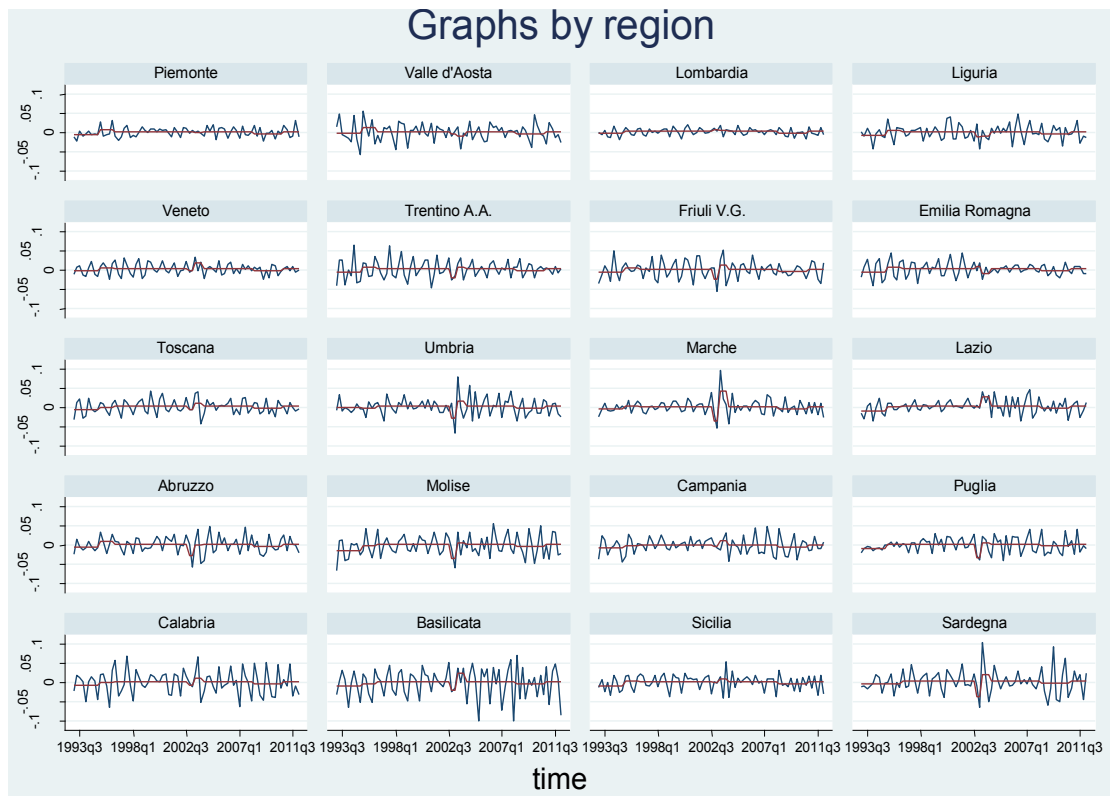 Graphs by region
Piemonte Valle d'Aosta Lombardia Liguria
-.1 -.05 0 .05 .1
Veneto Trentino A.A. Friuli V.G. Emilia Romagna
-.1 -.05 0 .05 .1
Toscana Umbria Marche Lazio
-.1 -.05 0 .05 .1
Abruzzo Molise Campania Puglia
-.1 -.05 0 .05 .1
Calabria Basilicata Sicilia Sardegna
-.1 -.05 0 .05 .1
1993q3 1998q1 2002q3 2007q1 2011q3 1993q3 1998q1 2002q3 2007q1 2011q3 1993q3 1998q1 2002q3 2007q1 2011q3 1993q3 1998q1 2002q3 2007q1 2011q3
time